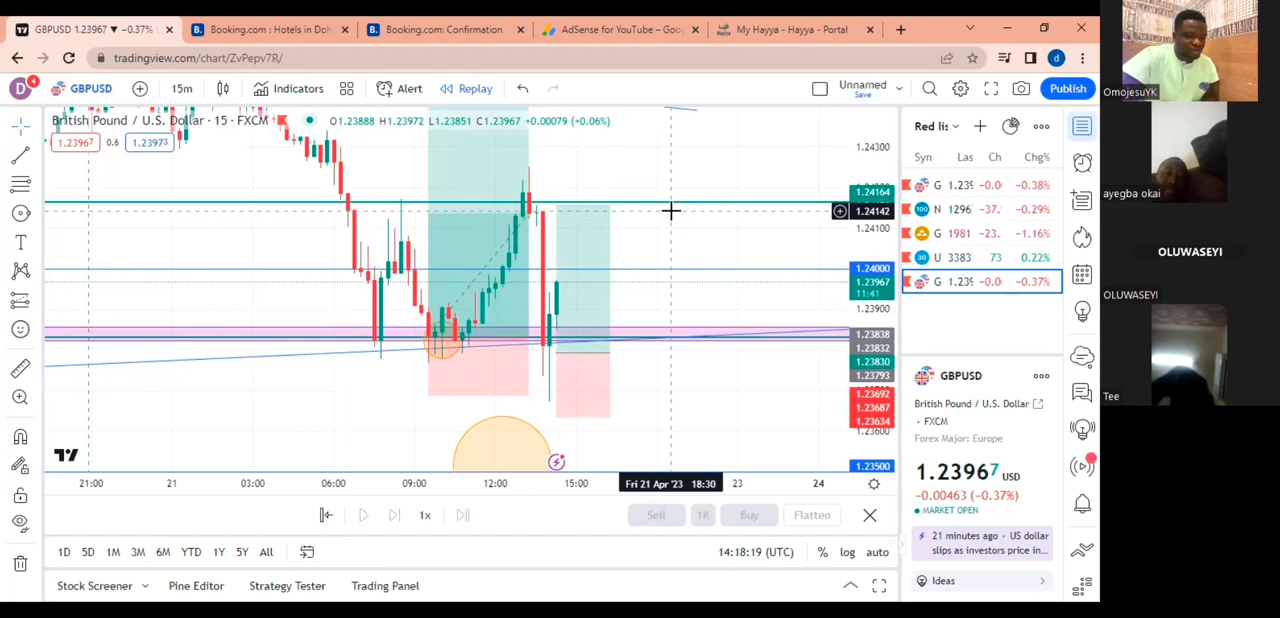 GBPUSD 1.23967 ▼ −0.37%
Booking.com : Hotels in Doh
Booking.com: Confirmation
AdSense for YouTube – Goo
My Hayya - Hayya - Portal
tradingview.com/chart/ZvPepv7R/
D
4
GBPUSD
15m
Indicators
Alert
Replay
Unnamed
Save
Publish
British Pound / U.S. Dollar · 15 · FXCM
O1.23888 H1.23972 L1.23851 C1.23967 +0.00079 (+0.06%)
1.23967
0.6
1.23973
1.24300
1.24164
1.24142
1.24100
1.24000
1.23967
11:41
1.23900
1.23838
1.23832
1.23830
1.23793
1.23692
1.23687
1.23634
1.23600
1.23500
21:00
21
03:00
06:00
09:00
12:00
15:00
Fri 21 Apr '23 18:30
23
24
1x
Sell
1K
Buy
Flatten
1D
5D
1M
3M
6M
YTD
1Y
5Y
All
14:18:19 (UTC)
%
log
auto
Stock Screener
Pine Editor
Strategy Tester
Trading Panel
Red lis
Syn
Las
Ch
Chg%
G 1.239 −0.0 −0.38%
100 N 1296 −37. −0.29%
G 1981 −23. −1.16%
30 U 3383 73 0.22%
G 1.239 −0.0 −0.37%
GBPUSD
British Pound / U.S. Dollar
• FXCM
Forex Major: Europe
1.23967 USD
−0.00463 (−0.37%)
MARKET OPEN
21 minutes ago • US dollar
slips as investors price in…
Ideas
OmojesuYK
ayegba okai
OLUWASEYI
OLUWASEYI
Tee